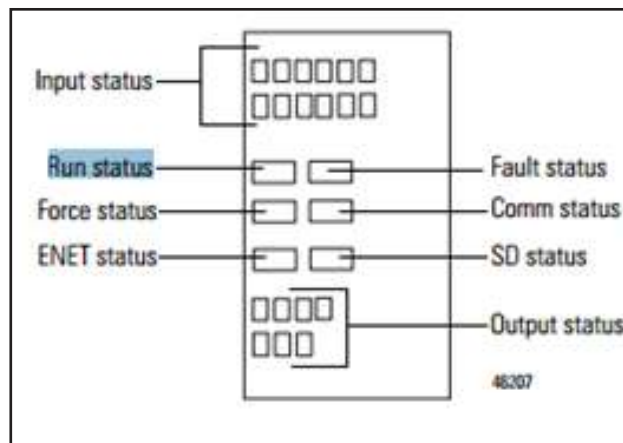 Input status
Run status
Fault status
Force status
Comm status
ENET status
SD status
Output status
46207